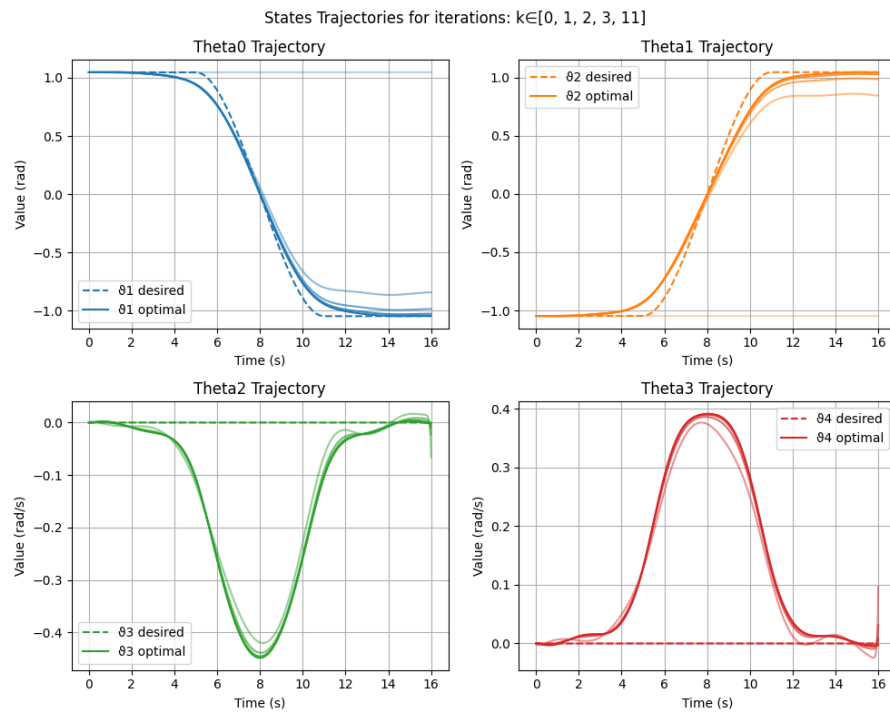 States Trajectories for iterations: k∈[0, 1, 2, 3, 11]
Theta0 Trajectory
Value (rad)
1.0
0.5
0.0
−0.5
−1.0
ϑ1 desired
ϑ1 optimal
0 2 4 6 8 10 12 14 16
Time (s)
Theta1 Trajectory
Value (rad)
1.0
0.5
0.0
−0.5
−1.0
ϑ2 desired
ϑ2 optimal
0 2 4 6 8 10 12 14 16
Time (s)
Theta2 Trajectory
Value (rad/s)
0.0
−0.1
−0.2
−0.3
−0.4
ϑ3 desired
ϑ3 optimal
0 2 4 6 8 10 12 14 16
Time (s)
Theta3 Trajectory
Value (rad/s)
0.4
0.3
0.2
0.1
0.0
ϑ4 desired
ϑ4 optimal
0 2 4 6 8 10 12 14 16
Time (s)